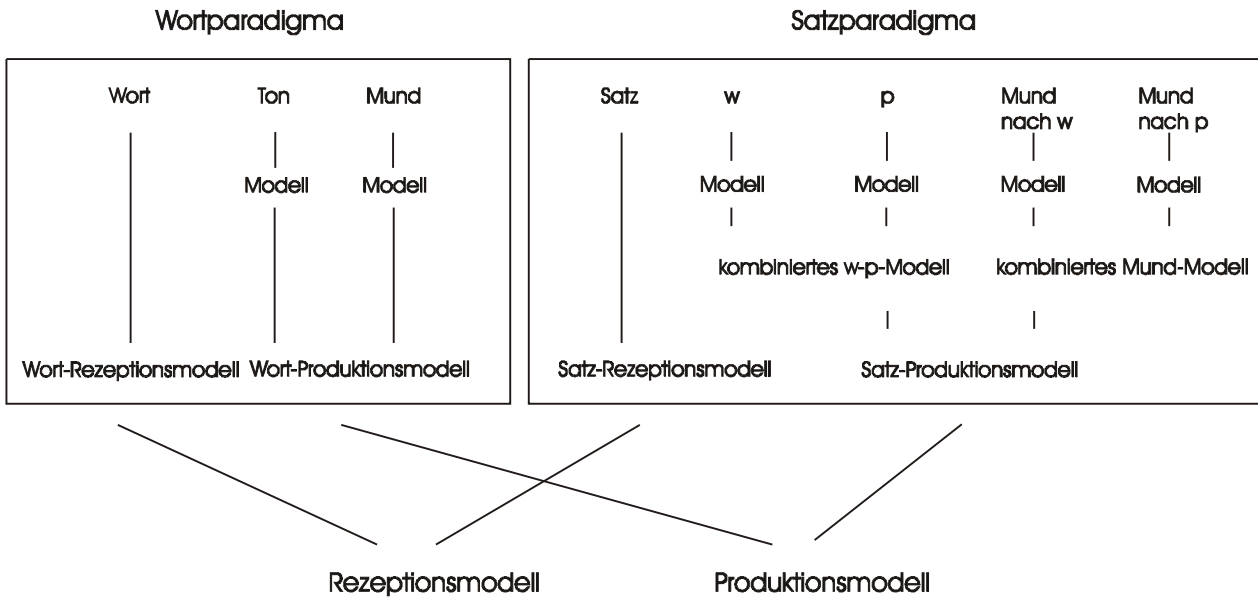 Wortparadigma
Satzparadigma
Wort Ton Mund
Satz w p Mund nach w Mund nach p
Modell Modell
Modell Modell Modell Modell
kombiniertes w-p-Modell kombiniertes Mund-Modell
Wort-Rezeptionsmodell Wort-Produktionsmodell
Satz-Rezeptionsmodell Satz-Produktionsmodell
Rezeptionsmodell Produktionsmodell